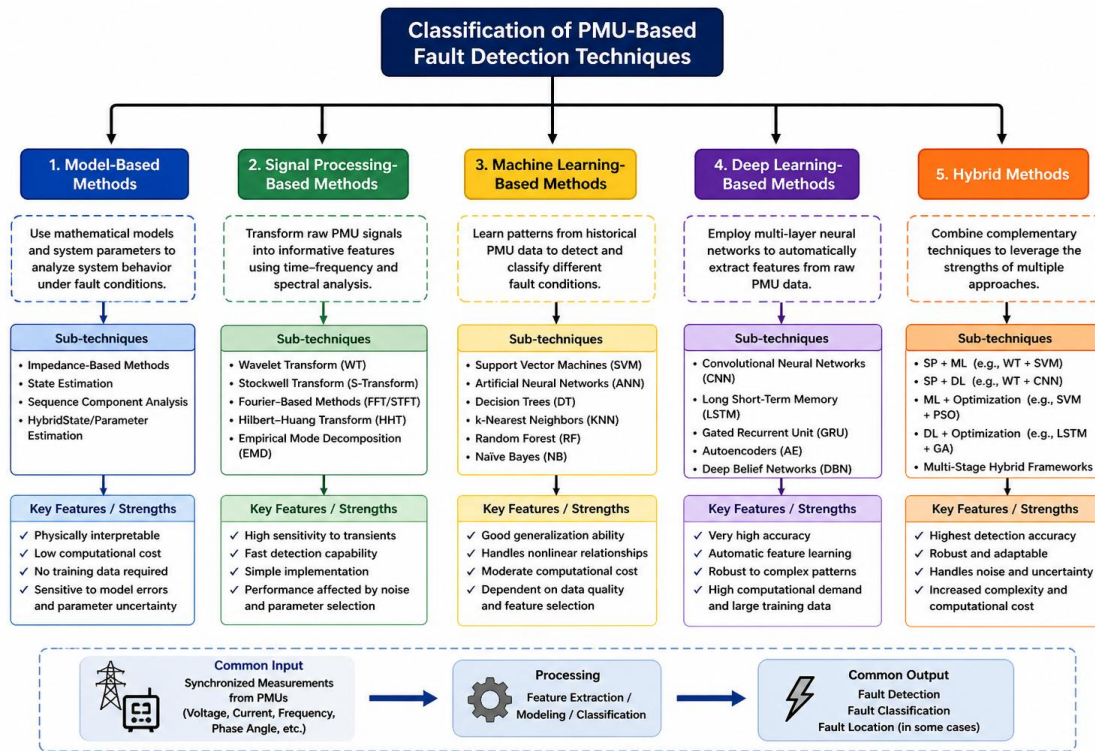 Classification of PMU-Based
Fault Detection Techniques
1. Model-Based
Methods
Use mathematical models
and system parameters to
analyze system behavior
under fault conditions.
Sub-techniques
• Impedance-Based Methods
• State Estimation
• Sequence Component Analysis
• HybridState/Parameter
Estimation
Key Features / Strengths
✓ Physically interpretable
✓ Low computational cost
✓ No training data required
✓ Sensitive to model errors
and parameter uncertainty
2. Signal Processing-
Based Methods
Transform raw PMU signals
into informative features
using time–frequency and
spectral analysis.
Sub-techniques
• Wavelet Transform (WT)
• Stockwell Transform (S-Transform)
• Fourier-Based Methods (FFT/STFT)
• Hilbert–Huang Transform (HHT)
• Empirical Mode Decomposition
(EMD)
Key Features / Strengths
✓ High sensitivity to transients
✓ Fast detection capability
✓ Simple implementation
✓ Performance affected by noise
and parameter selection
3. Machine Learning-
Based Methods
Learn patterns from historical
PMU data to detect and
classify different
fault conditions.
Sub-techniques
• Support Vector Machines (SVM)
• Artificial Neural Networks (ANN)
• Decision Trees (DT)
• k-Nearest Neighbors (KNN)
• Random Forest (RF)
• Naïve Bayes (NB)
Key Features / Strengths
✓ Good generalization ability
✓ Handles nonlinear relationships
✓ Moderate computational cost
✓ Dependent on data quality
and feature selection
4. Deep Learning-
Based Methods
Employ multi-layer neural
networks to automatically
extract features from raw
PMU data.
Sub-techniques
• Convolutional Neural Networks
(CNN)
• Long Short-Term Memory
(LSTM)
• Gated Recurrent Unit (GRU)
• Autoencoders (AE)
• Deep Belief Networks (DBN)
Key Features / Strengths
✓ Very high accuracy
✓ Automatic feature learning
✓ Robust to complex patterns
✓ High computational demand
and large training data
5. Hybrid Methods
Combine complementary
techniques to leverage the
strengths of multiple
approaches.
Sub-techniques
• SP + ML (e.g., WT + SVM)
• SP + DL (e.g., WT + CNN)
• ML + Optimization (e.g., SVM
+ PSO)
• DL + Optimization (e.g., LSTM
+ GA)
• Multi-Stage Hybrid Frameworks
Key Features / Strengths
✓ Highest detection accuracy
✓ Robust and adaptable
✓ Handles noise and uncertainty
✓ Increased complexity and
computational cost
Common Input
Synchronized Measurements
from PMUs
(Voltage, Current, Frequency,
Phase Angle, etc.)
Processing
Feature Extraction /
Modeling / Classification
Common Output
Fault Detection
Fault Classification
Fault Location (in some cases)